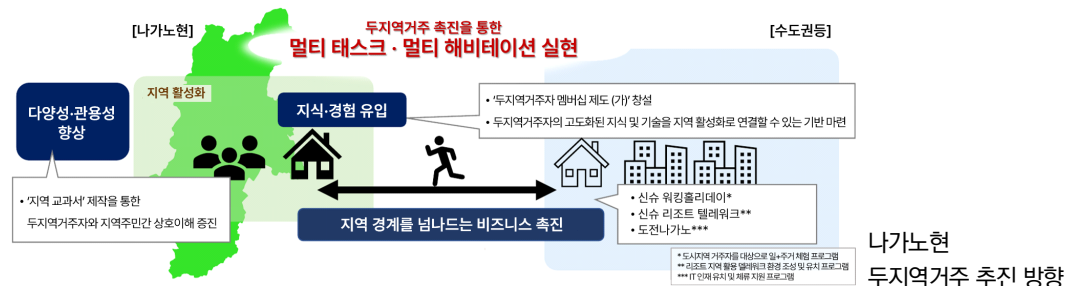 두지역거주 촉진을 통한
멀티 태스크 · 멀티 해비테이션 실현
[나가노현]
[수도권등]
지역 활성화
다양성·관용성
향상
지식·경험 유입
• '두지역거주자 멤버십 제도 (가)' 창설
• 두지역거주자의 고도화된 지식 및 기술을 지역 활성화로 연결할 수 있는 기반 마련
• '지역 교과서' 제작을 통한
두지역거주자와 지역주민간 상호이해 증진
지역 경계를 넘나드는 비즈니스 촉진
• 신슈 워킹홀리데이*
• 신슈 리조트 텔레워크**
• 도전나가노***
* 도시지역 거주자를 대상으로 일+주거 체험 프로그램
** 리조트 지역 활용 텔레워크 환경 조성 및 유치 프로그램
*** IT 인재 유치 및 체류 지원 프로그램
나가노현
두지역거주 추진 방향